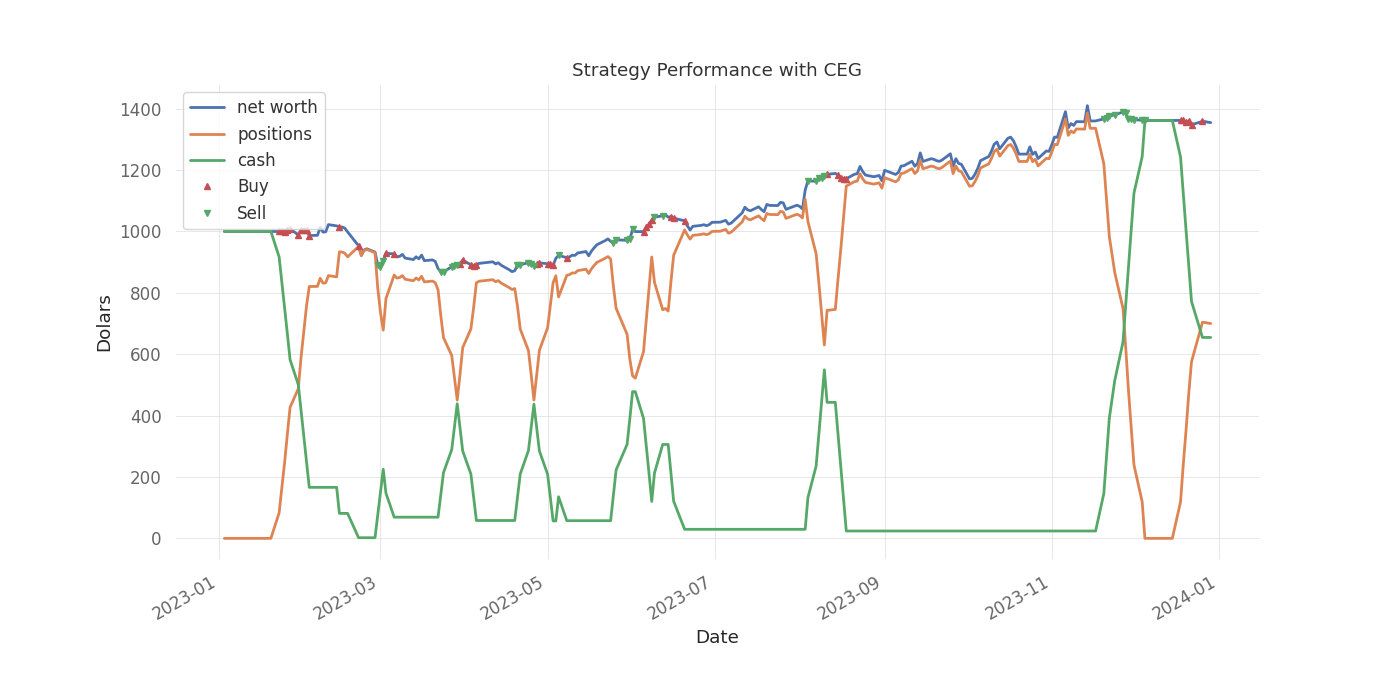 Strategy Performance with CEG
net worth
positions
cash
Buy
Sell
1400
1200
1000
800
600
400
200
0
Dolars
2023-01
2023-03
2023-05
2023-07
2023-09
2023-11
2024-01
Date